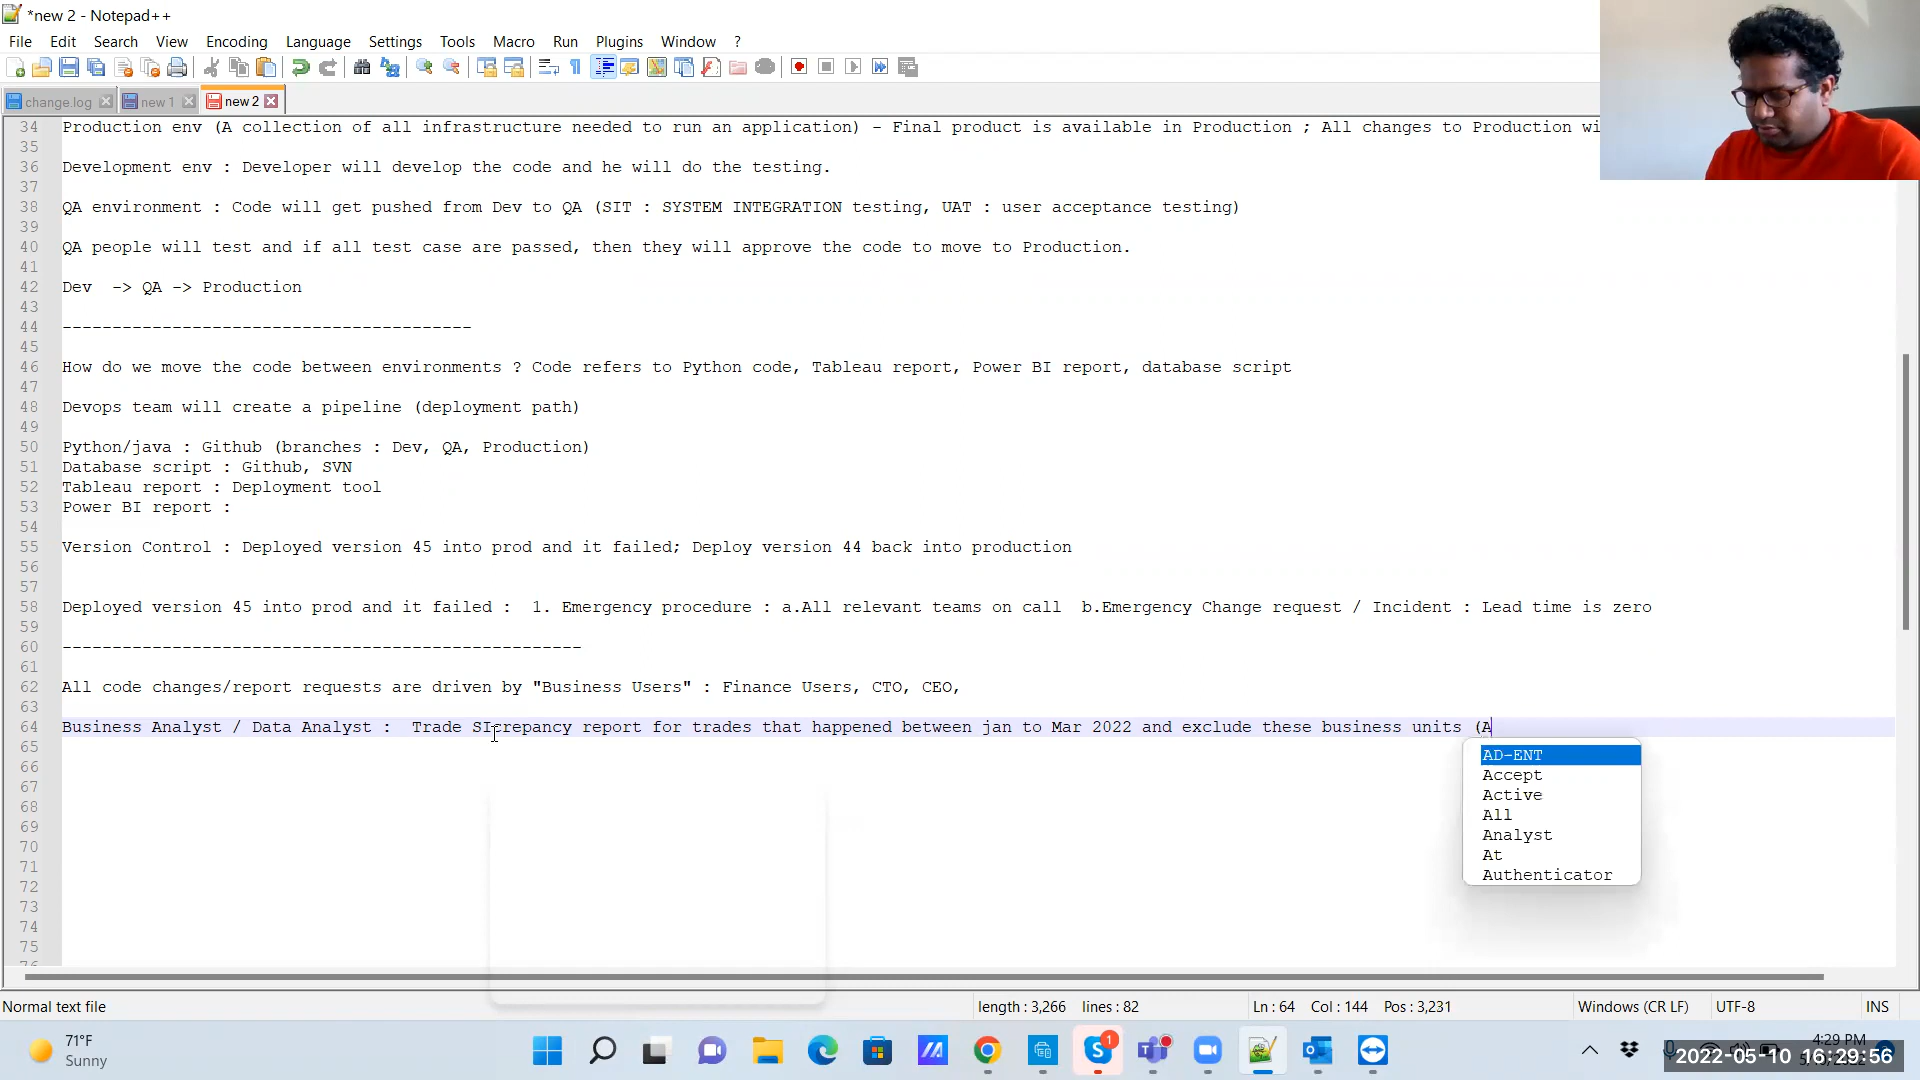 *new 2 - Notepad++
File Edit Search View Encoding Language Settings Tools Macro Run Plugins Window ?
change.log new 1 new 2
34 Production env (A collection of all infrastructure needed to run an application) - Final product is available in Production ; All changes to Production wi
35
36 Development env : Developer will develop the code and he will do the testing.
37
38 QA environment : Code will get pushed from Dev to QA (SIT : SYSTEM INTEGRATION testing, UAT : user acceptance testing)
39
40 QA people will test and if all test case are passed, then they will approve the code to move to Production.
41
42 Dev -> QA -> Production
43
44 -----------------------------------------
45
46 How do we move the code between environments ? Code refers to Python code, Tableau report, Power BI report, database script
47
48 Devops team will create a pipeline (deployment path)
49
50 Python/java : Github (branches : Dev, QA, Production)
51 Database script : Github, SVN
52 Tableau report : Deployment tool
53 Power BI report :
54
55 Version Control : Deployed version 45 into prod and it failed; Deploy version 44 back into production
56
57
58 Deployed version 45 into prod and it failed : 1. Emergency procedure : a.All relevant teams on call b.Emergency Change request / Incident : Lead time is zero
59
60 ----------------------------------------------------
61
62 All code changes/report requests are driven by "Business Users" : Finance Users, CTO, CEO,
63
64 Business Analyst / Data Analyst : Trade SIcrepancy report for trades that happened between jan to Mar 2022 and exclude these business units (A
65
AD-ENT
66
Accept
67
Active
68
All
69
Analyst
70
At
71
Authenticator
72
73
74
75
Normal text file length : 3,266 lines : 82 Ln : 64 Col : 144 Pos : 3,231 Windows (CR LF) UTF-8 INS
71°F
Sunny
4:29 PM
2022-05-10 16:29:56